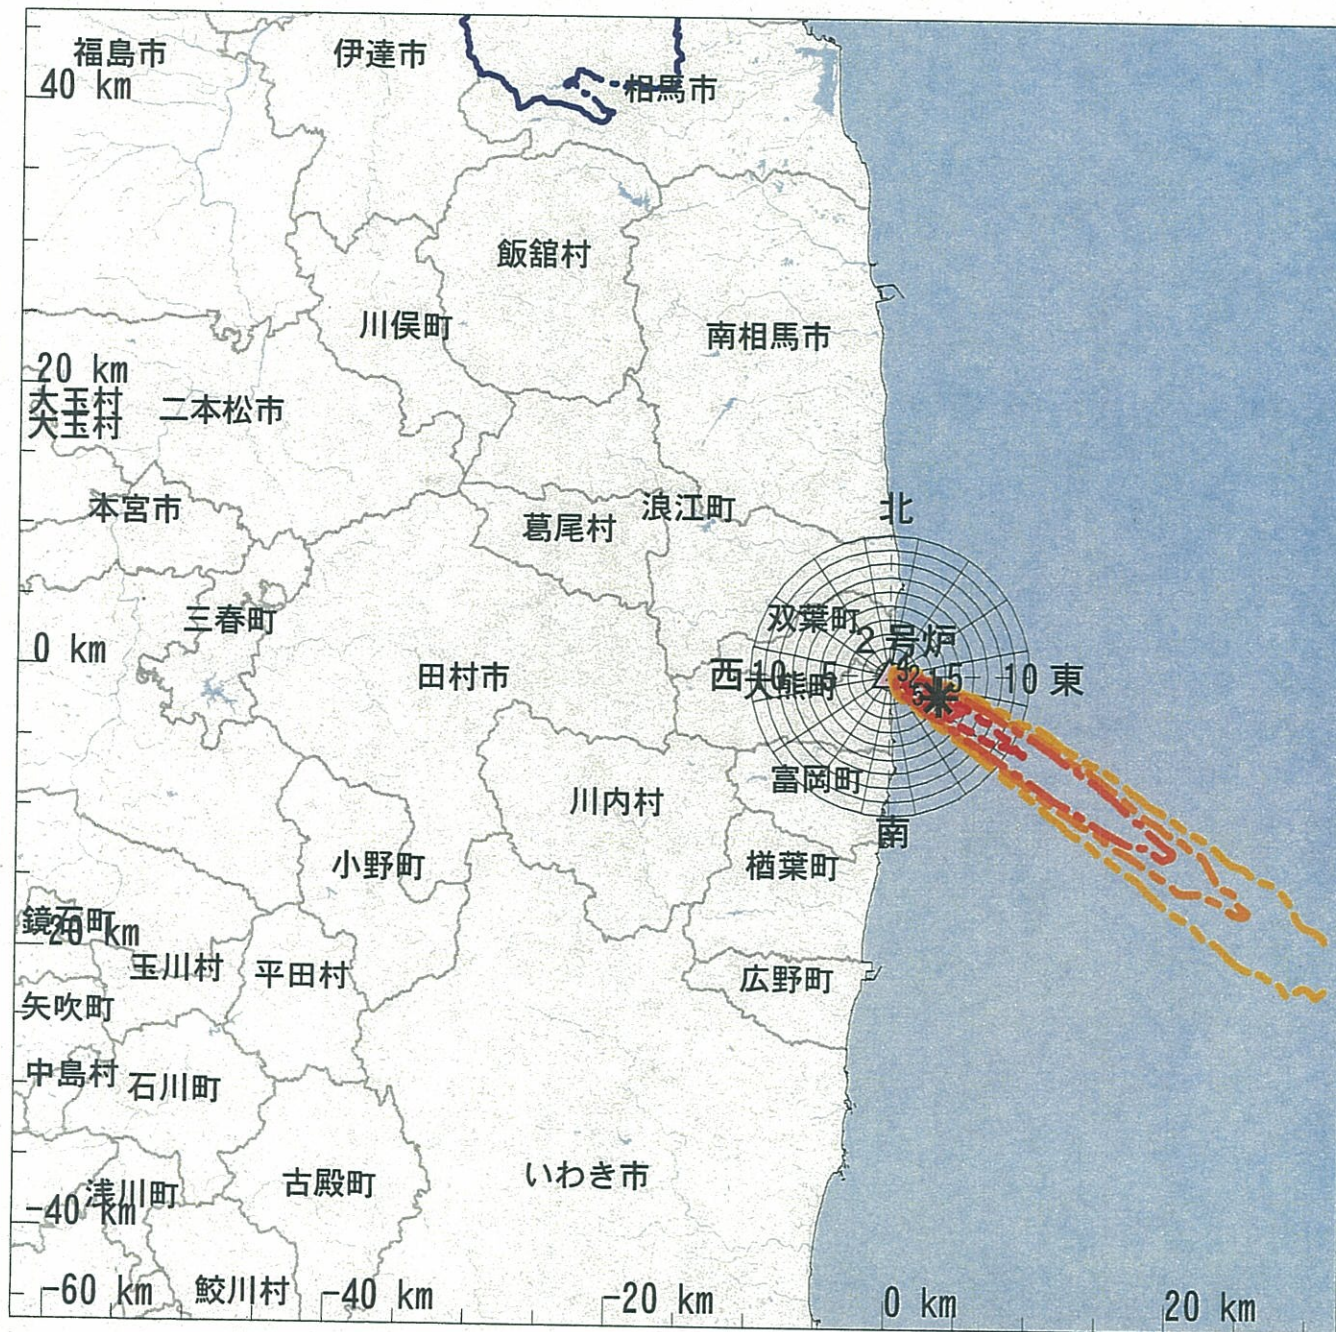 福島市
伊達市
40 km
相馬市
飯舘村
川俣町
南相馬市
20 km
大玉村
大玉村
二本松市
本宮市
浪江町
北
葛尾村
三春町
双葉町
2号炉
0 km
田村市
西
10
5
大熊町
5
10
東
富岡町
川内村
南
小野町
楢葉町
鏡石町
-20 km
玉川村
平田村
広野町
矢吹町
中島村
石川町
いわき市
古殿町
浅川町
-40 km
-60 km
鮫川村
-40 km
-20 km
0 km
20 km